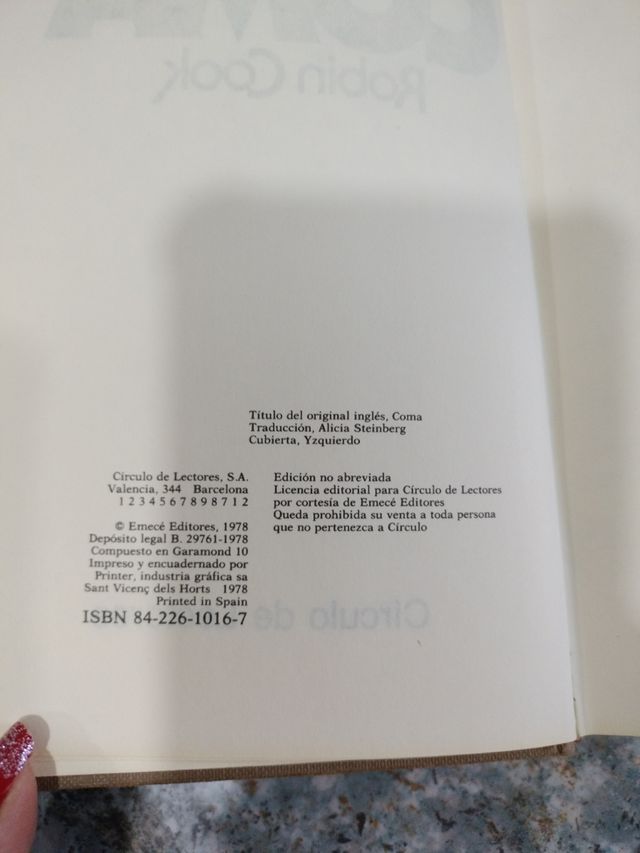 COMA
Robin Cook
Título del original inglés, Coma
Traducción, Alicia Steinberg
Cubierta, Yzquierdo
Círculo de Lectores, S.A.
Valencia, 344 Barcelona
1 2 3 4 5 6 7 8 9 8 7 1 2
© Emecé Editores, 1978
Depósito legal B. 29761-1978
Compuesto en Garamond 10
Impreso y encuadernado por
Printer, industria gráfica sa
Sant Vicenç dels Horts 1978
Printed in Spain
ISBN 84-226-1016-7
Edición no abreviada
Licencia editorial para Círculo de Lectores
por cortesía de Emecé Editores
Queda prohibida su venta a toda persona
que no pertenezca a Círculo
Círculo de